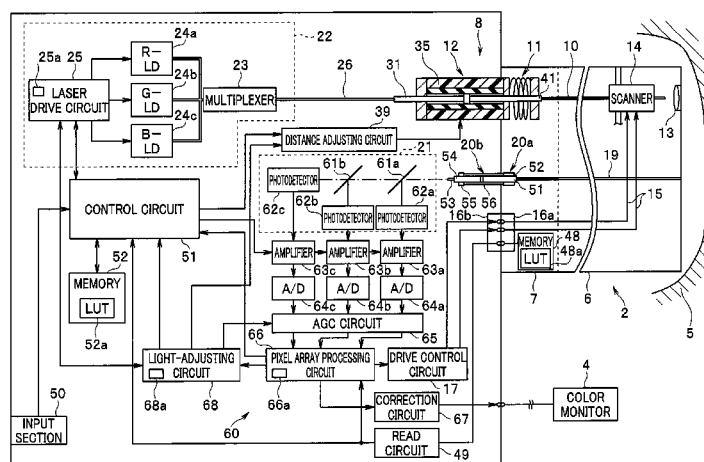 24a
22
8
25a
25
R-LD
35
12
11
10
14
LASER DRIVE CIRCUIT
24b
23
26
31
41
G-LD
MULTIPLEXER
SCANNER
24c
39
13
B-LD
DISTANCE ADJUSTING CIRCUIT
21
20b
20a
61b
61a
54
52
19
PHOTODETECTOR
62a
53
55
56
51
15
62c
62b
PHOTODETECTOR
PHOTODETECTOR
16b
16a
CONTROL CIRCUIT
51
AMPLIFIER
AMPLIFIER
AMPLIFIER
MEMORY
48
63c
63b
63a
LUT
48a
52
A/D
A/D
A/D
7
6
2
5
MEMORY
64c
64b
64a
LUT
AGC CIRCUIT
52a
66
65
LIGHT-ADJUSTING CIRCUIT
PIXEL ARRAY PROCESSING CIRCUIT
DRIVE CONTROL CIRCUIT
4
50
68a
68
66a
17
CORRECTION CIRCUIT
COLOR MONITOR
INPUT SECTION
60
67
READ CIRCUIT
49